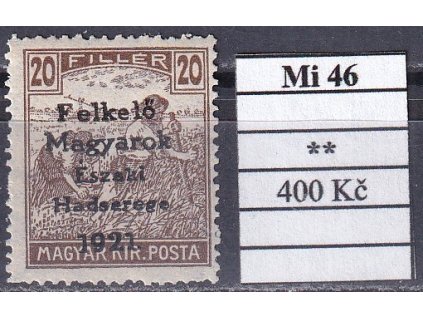 20 FILLÉR 20
Felkelő
Magyarok
Északi
Hadserege
1921.
MAGYAR KIR. POSTA
Mi 46
**
400 Kč